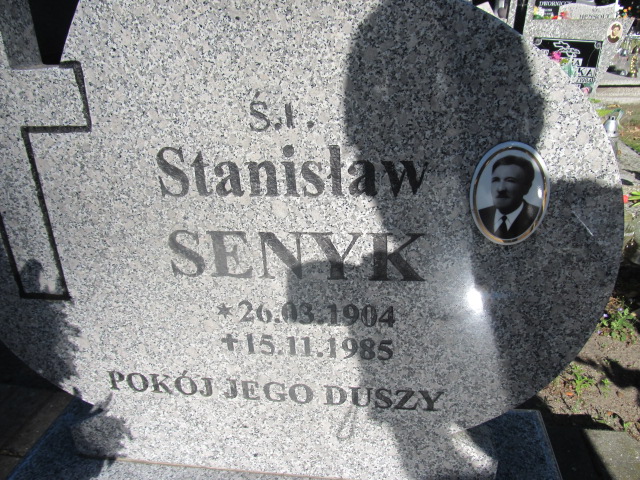 Ś.P.
Stanisław
SENYK
*26.03.1904
†15.11.1985
POKÓJ JEGO DUSZY